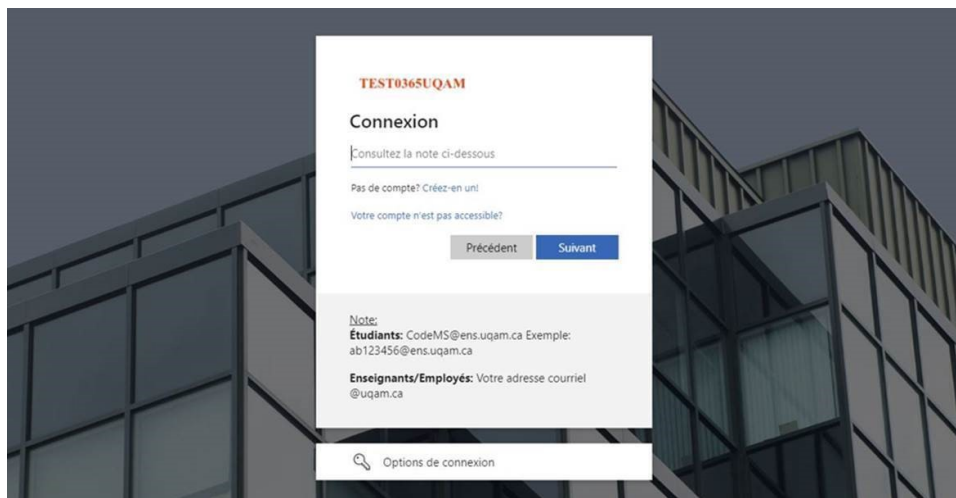 TEST0365UQAM
Connexion
Consultez la note ci-dessous
Pas de compte? Créez-en un!
Votre compte n'est pas accessible?
Précédent Suivant
Note:
Étudiants: CodeMS@ens.uqam.ca Exemple:
ab123456@ens.uqam.ca
Enseignants/Employés: Votre adresse courriel
@uqam.ca
Options de connexion